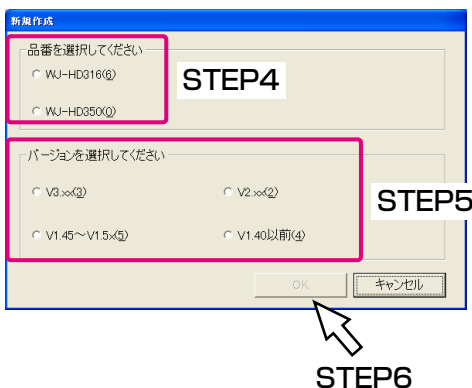 新規作成
品番を選択してください
WJ-HD316(6)
STEP4
WJ-HD350(0)
バージョンを選択してください
V3.xx(3) V2.xx(2)
STEP5
V1.45～V1.5x(5) V1.40以前(4)
OK キャンセル
STEP6